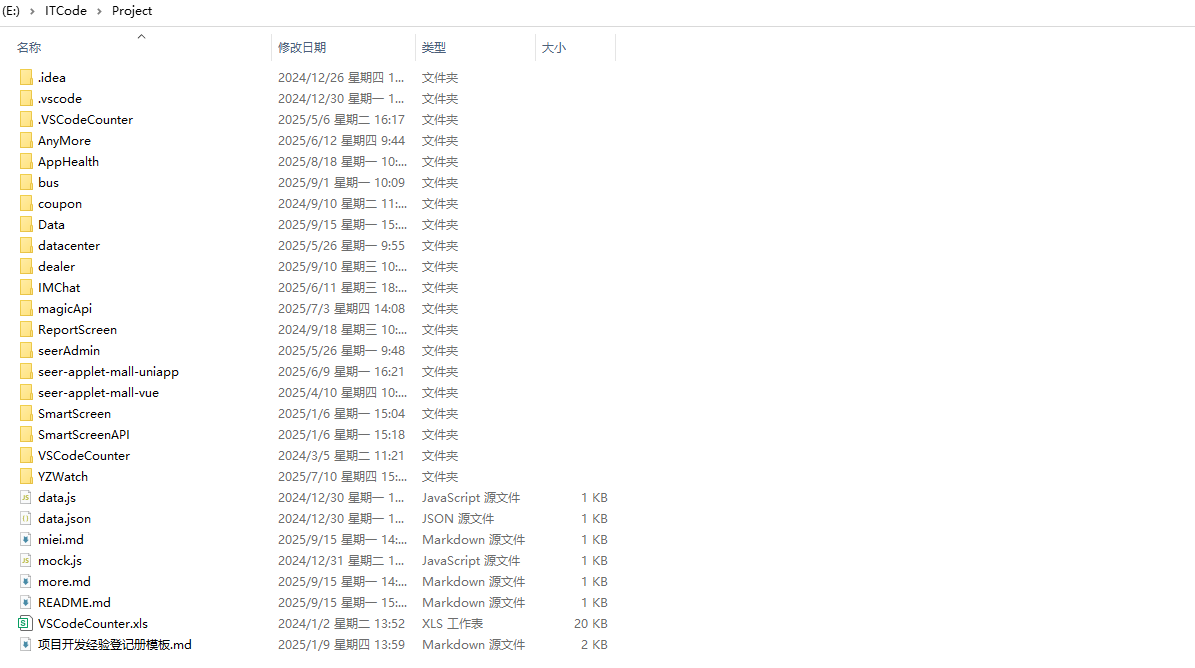 (E:) › ITCode › Project
名称 修改日期 类型 大小
.idea 2024/12/26 星期四 1... 文件夹
.vscode 2024/12/30 星期一 1... 文件夹
.VSCodeCounter 2025/5/6 星期二 16:17 文件夹
AnyMore 2025/6/12 星期四 9:44 文件夹
AppHealth 2025/8/18 星期一 10:... 文件夹
bus 2025/9/1 星期一 10:09 文件夹
coupon 2024/9/10 星期二 11:... 文件夹
Data 2025/9/15 星期一 15:... 文件夹
datacenter 2025/5/26 星期一 9:55 文件夹
dealer 2025/9/10 星期三 10:... 文件夹
IMChat 2025/6/11 星期三 18:... 文件夹
magicApi 2025/7/3 星期四 14:08 文件夹
ReportScreen 2024/9/18 星期三 10:... 文件夹
seerAdmin 2025/5/26 星期一 9:48 文件夹
seer-applet-mall-uniapp 2025/6/9 星期一 16:21 文件夹
seer-applet-mall-vue 2025/4/10 星期四 10:... 文件夹
SmartScreen 2025/1/6 星期一 15:04 文件夹
SmartScreenAPI 2025/1/6 星期一 15:18 文件夹
VSCodeCounter 2024/3/5 星期二 11:21 文件夹
YZWatch 2025/7/10 星期四 15:... 文件夹
data.js 2024/12/30 星期一 1... JavaScript 源文件 1 KB
data.json 2024/12/30 星期一 1... JSON 源文件 1 KB
miei.md 2025/9/15 星期一 14:... Markdown 源文件 1 KB
mock.js 2024/12/31 星期二 1... JavaScript 源文件 1 KB
more.md 2025/9/15 星期一 14:... Markdown 源文件 1 KB
README.md 2025/9/15 星期一 15:... Markdown 源文件 1 KB
VSCodeCounter.xls 2024/1/2 星期二 13:52 XLS 工作表 20 KB
项目开发经验登记册模板.md 2025/1/9 星期四 13:59 Markdown 源文件 2 KB